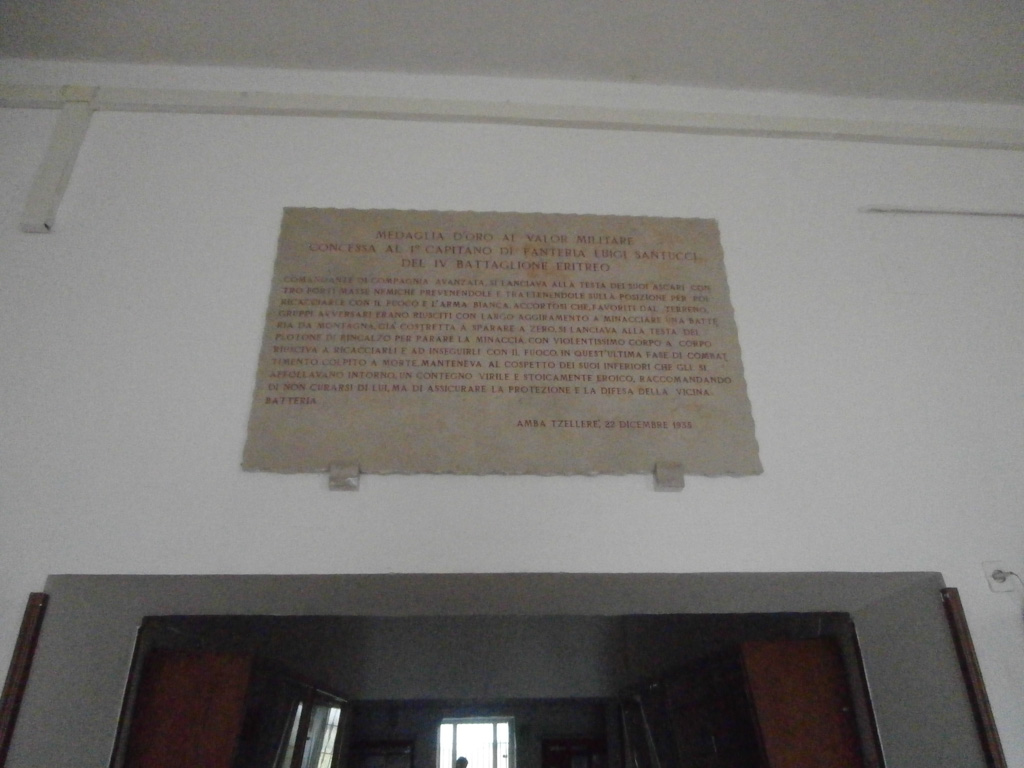 MEDAGLIA D'ORO AL VALOR MILITARE
CONCESSA AL 1° CAPITANO DI FANTERIA LUIGI SANTUCCI
DEL IV BATTAGLIONE ERITREO
COMANDANTE DI COMPAGNIA AVANZATA, SI LANCIAVA ALLA TESTA DEI SUOI ASCARI CON
TRO FORTI MASSE NEMICHE PREVENENDOLE E TRATTENENDOLE SULLA POSIZIONE PER POI
RICACCIARLE CON IL FUOCO E L'ARMA BIANCA. ACCORTOSI CHE, FAVORITI DAL TERRENO,
GRUPPI AVVERSARI ERANO RIUSCITI CON LARGO AGGIRAMENTO A MINACCIARE UNA BATTE
RIA DA MONTAGNA, GIÀ COSTRETTA A SPARARE A ZERO, SI LANCIAVA ALLA TESTA DEL
PLOTONE DI RINCALZO PER PARARE LA MINACCIA. CON VIOLENTISSIMO CORPO A CORPO
RIUSCIVA A RICACCIARLI E AD INSEGUIRLI CON IL FUOCO. IN QUEST'ULTIMA FASE DI COMBAT
TIMENTO COLPITO A MORTE, MANTENEVA AL COSPETTO DEI SUOI INFERIORI CHE GLI SI
AFFOLLAVANO INTORNO, UN CONTEGNO VIRILE E STOICAMENTE EROICO, RACCOMANDANDO
DI NON CURARSI DI LUI, MA DI ASSICURARE LA PROTEZIONE E LA DIFESA DELLA VICINA
BATTERIA.
AMBA TZELLERE', 22 DICEMBRE 1935